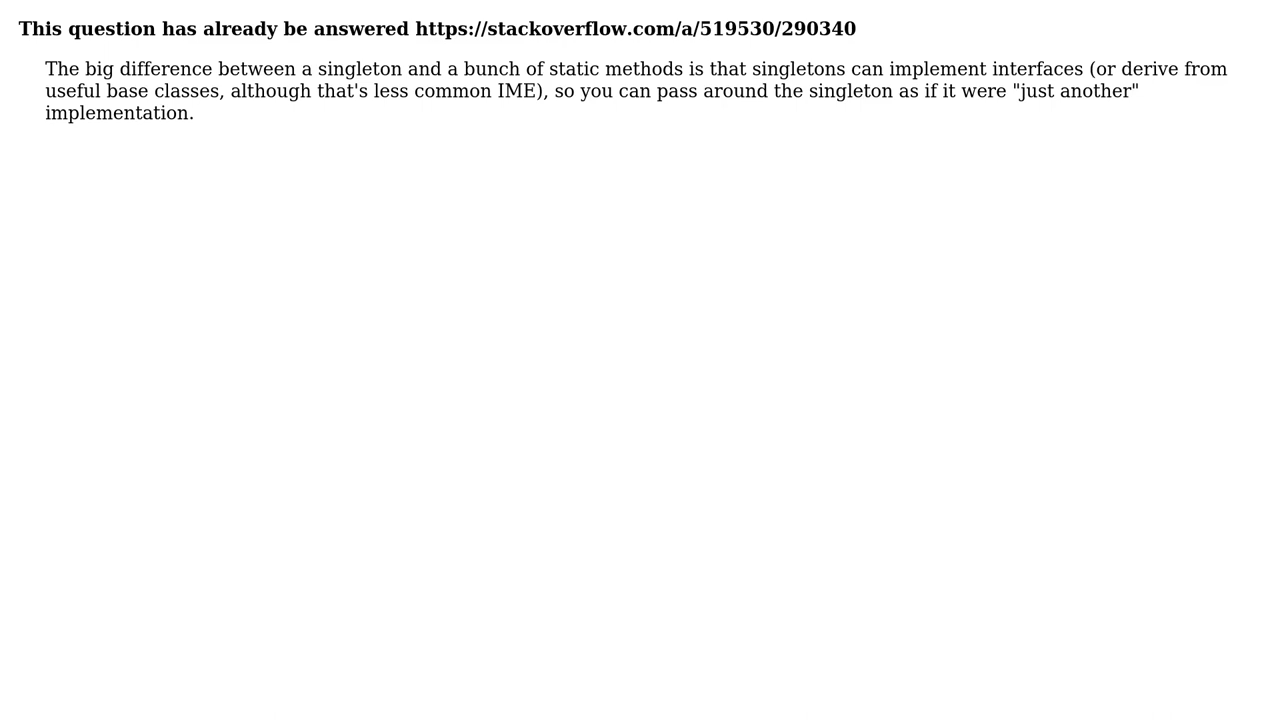 This question has already be answered https://stackoverflow.com/a/519530/290340
The big difference between a singleton and a bunch of static methods is that singletons can implement interfaces (or derive from
useful base classes, although that's less common IME), so you can pass around the singleton as if it were "just another"
implementation.